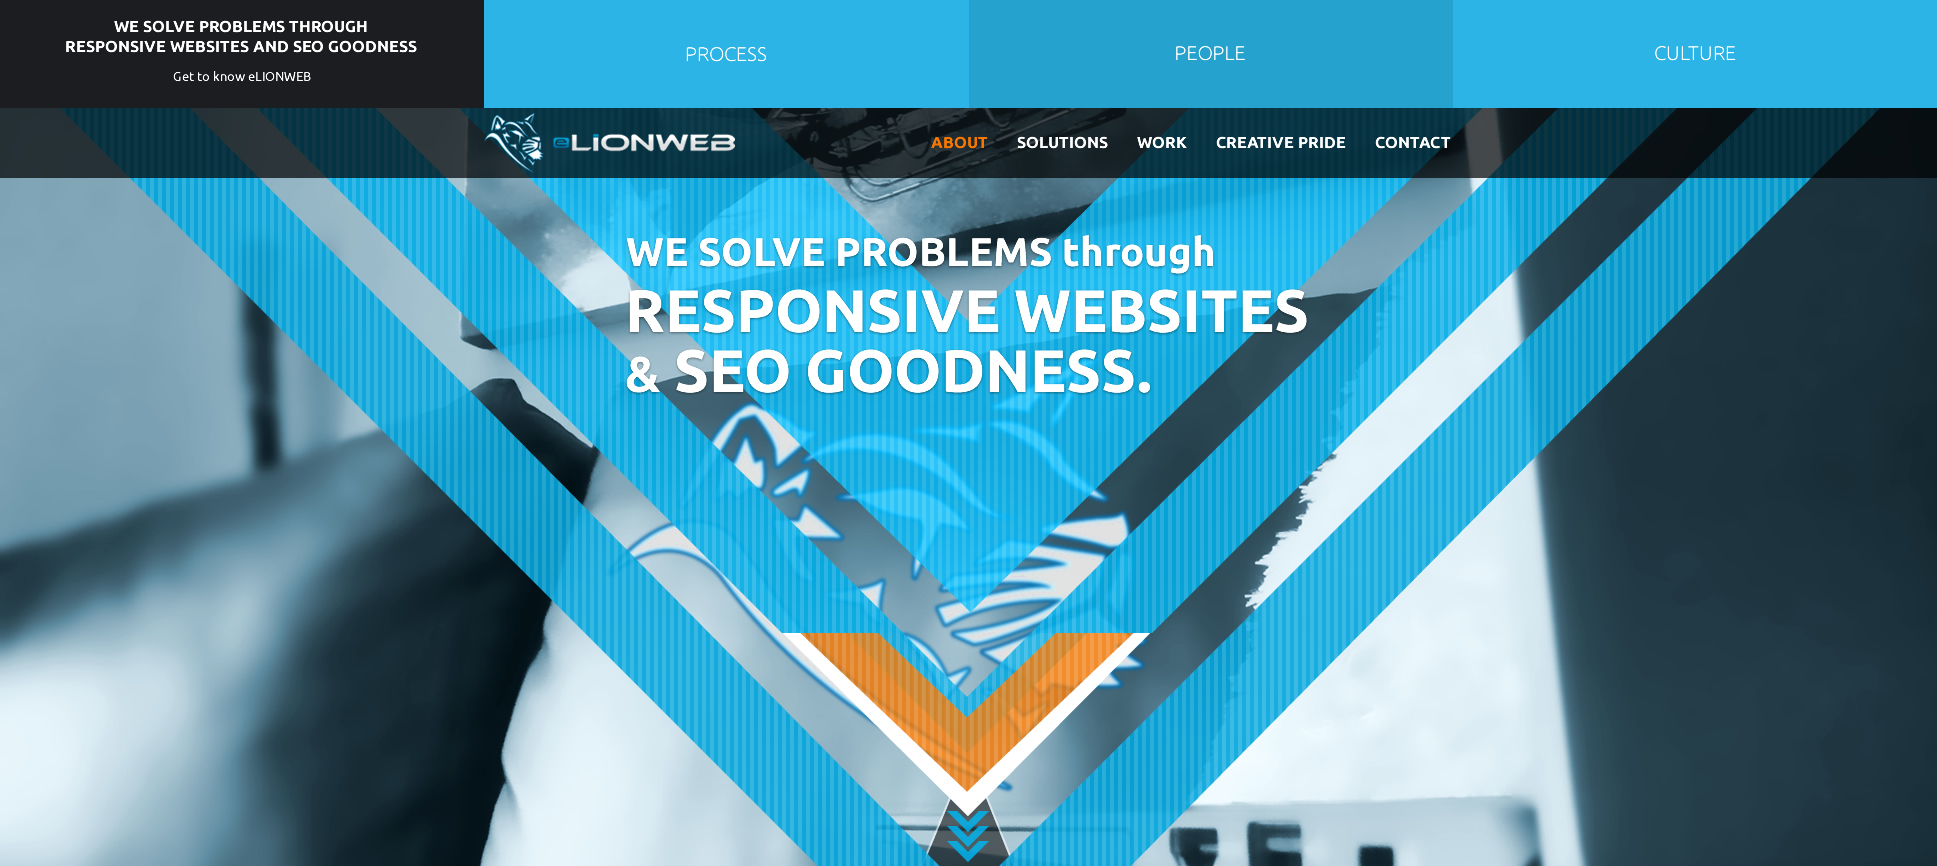 WE SOLVE PROBLEMS THROUGH
RESPONSIVE WEBSITES AND SEO GOODNESS
Get to know eLIONWEB
PROCESS
PEOPLE
CULTURE
eLIONWEB
ABOUT
SOLUTIONS
WORK
CREATIVE PRIDE
CONTACT
WE SOLVE PROBLEMS through
RESPONSIVE WEBSITES
& SEO GOODNESS.